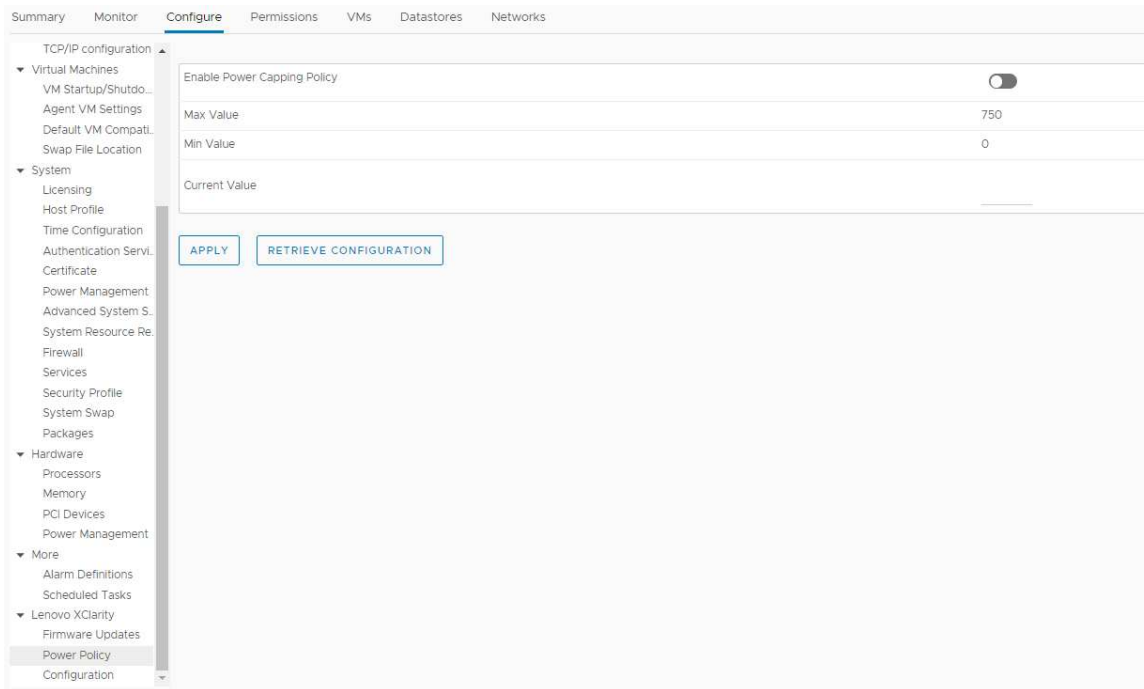 Summary Monitor Configure Permissions VMs Datastores Networks
TCP/IP configuration
Virtual Machines
VM Startup/Shutdo...
Agent VM Settings
Default VM Compati..
Swap File Location
System
Licensing
Host Profile
Time Configuration
Authentication Servi..
Certificate
Power Management
Advanced System S..
System Resource Re.
Firewall
Services
Security Profile
System Swap
Packages
Hardware
Processors
Memory
PCI Devices
Power Management
More
Alarm Definitions
Scheduled Tasks
Lenovo XClarity
Firmware Updates
Power Policy
Configuration
Enable Power Capping Policy
Max Value 750
Min Value 0
Current Value
APPLY RETRIEVE CONFIGURATION